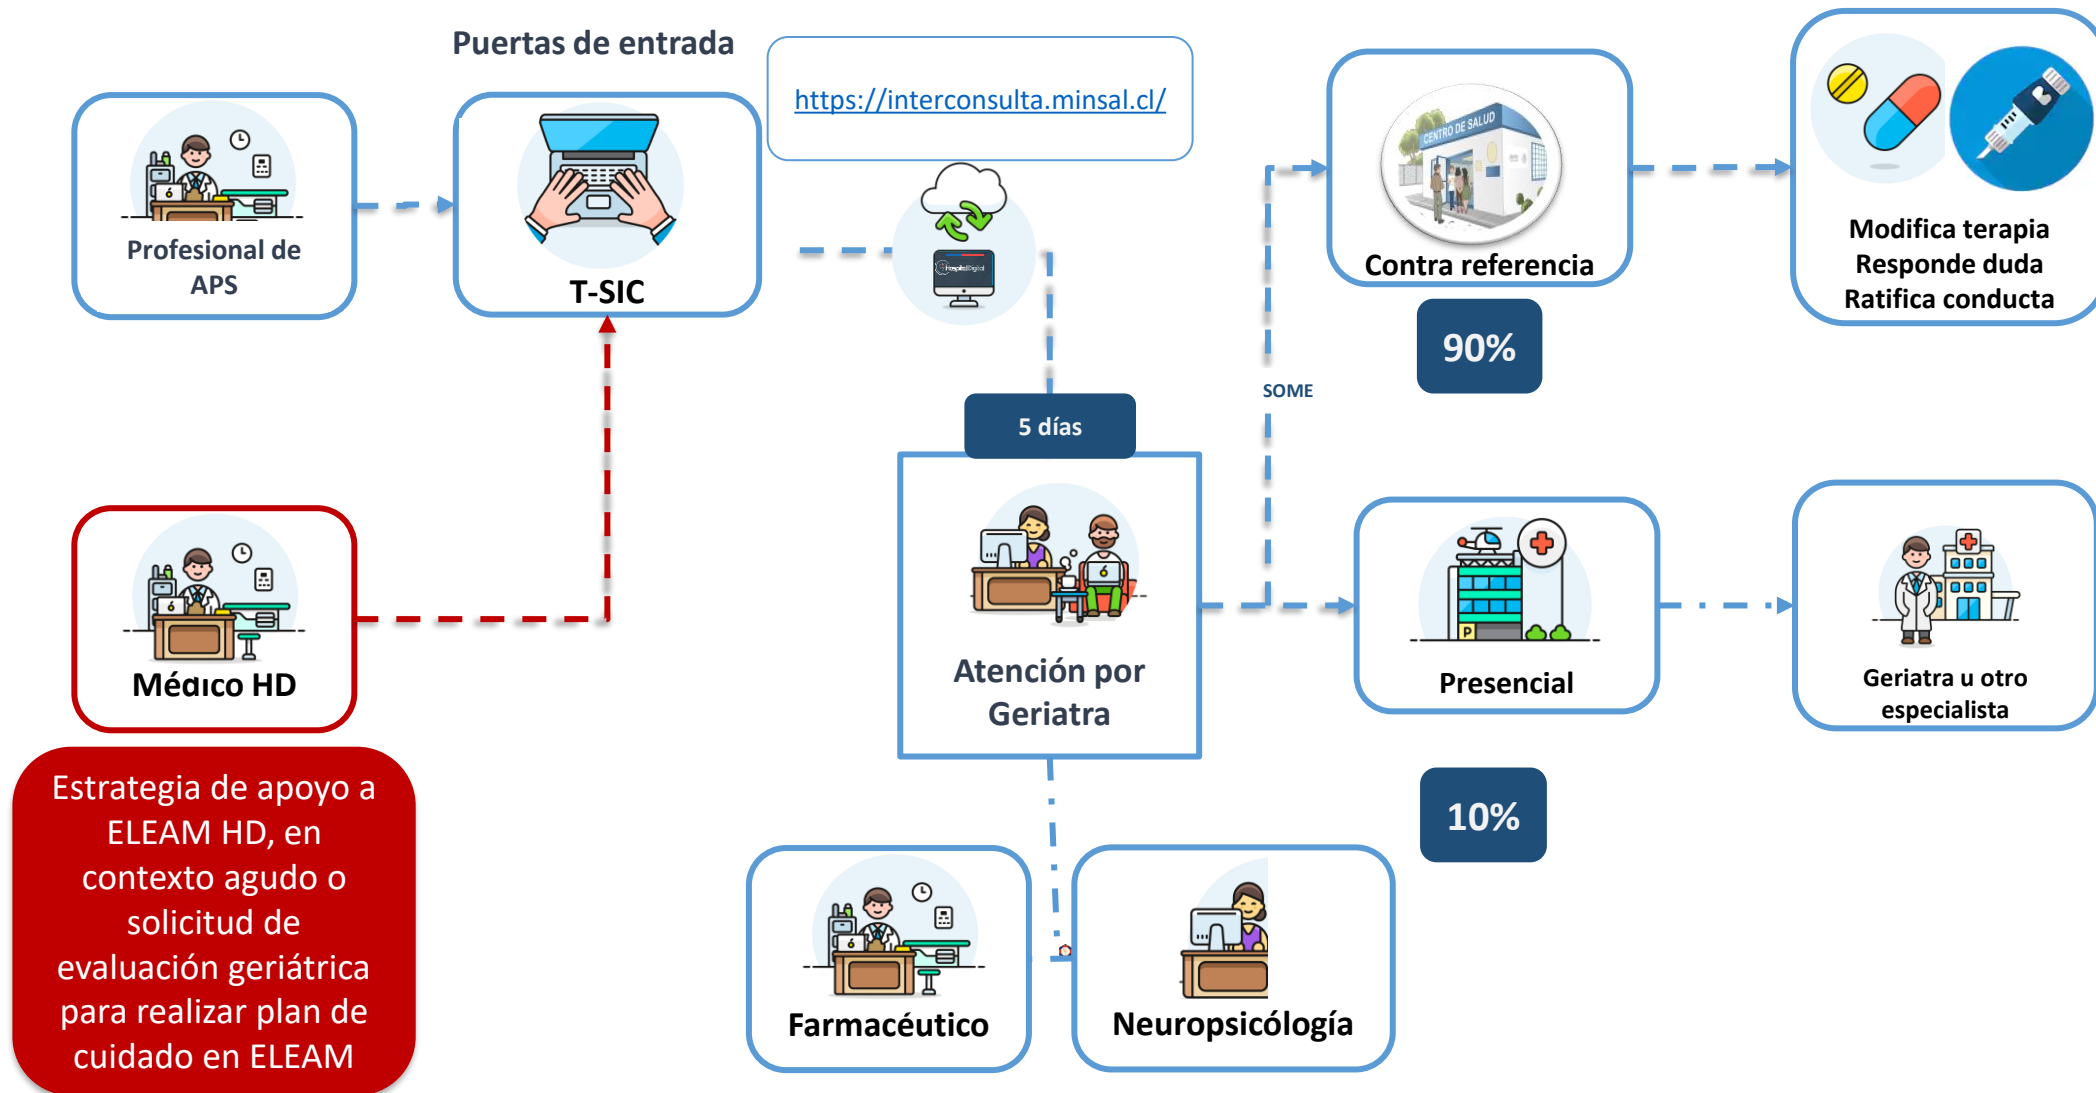 Puertas de entrada
https://interconsulta.minsal.cl/
Profesional de
APS
T-SIC
HospitalDigital
CENTRO DE SALUD
Contra referencia
90%
Modifica terapia
Responde duda
Ratifica conducta
SOME
5 días
Atención por
Geriatra
Médico HD
Presencial
P
10%
Geriatra u otro
especialista
Estrategia de apoyo a
ELEAM HD, en
contexto agudo o
solicitud de
evaluación geriátrica
para realizar plan de
cuidado en ELEAM
Farmacéutico
Neuropsicólogía